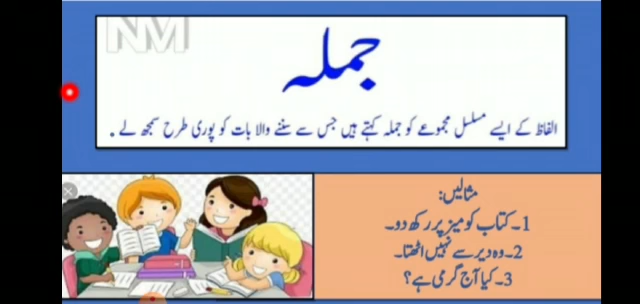 NM
جملہ
الفاظ کے ایسے مسلسل مجموعے کو جملہ کہتے ہیں جس سے سننے والا بات کو پوری طرح سمجھ لے ۔
مثالیں:
1۔ کتاب کو میز پر رکھ دو۔
2۔ وہ دیر سے نہیں اٹھتا۔
3۔ کیا آج گرمی ہے؟